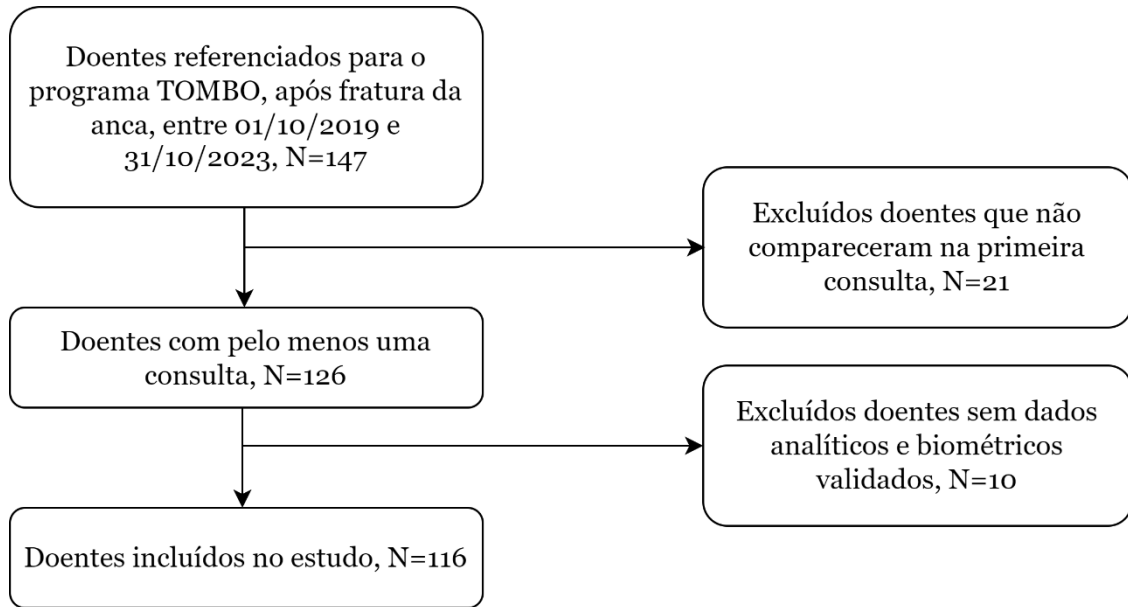 Doentes referenciados para o
programa TOMBO, após fratura da
anca, entre 01/10/2019 e
31/10/2023, N=147
Excluídos doentes que não
compareceram na primeira
consulta, N=21
Doentes com pelo menos uma
consulta, N=126
Excluídos doentes sem dados
analíticos e biométricos
validados, N=10
Doentes incluídos no estudo, N=116